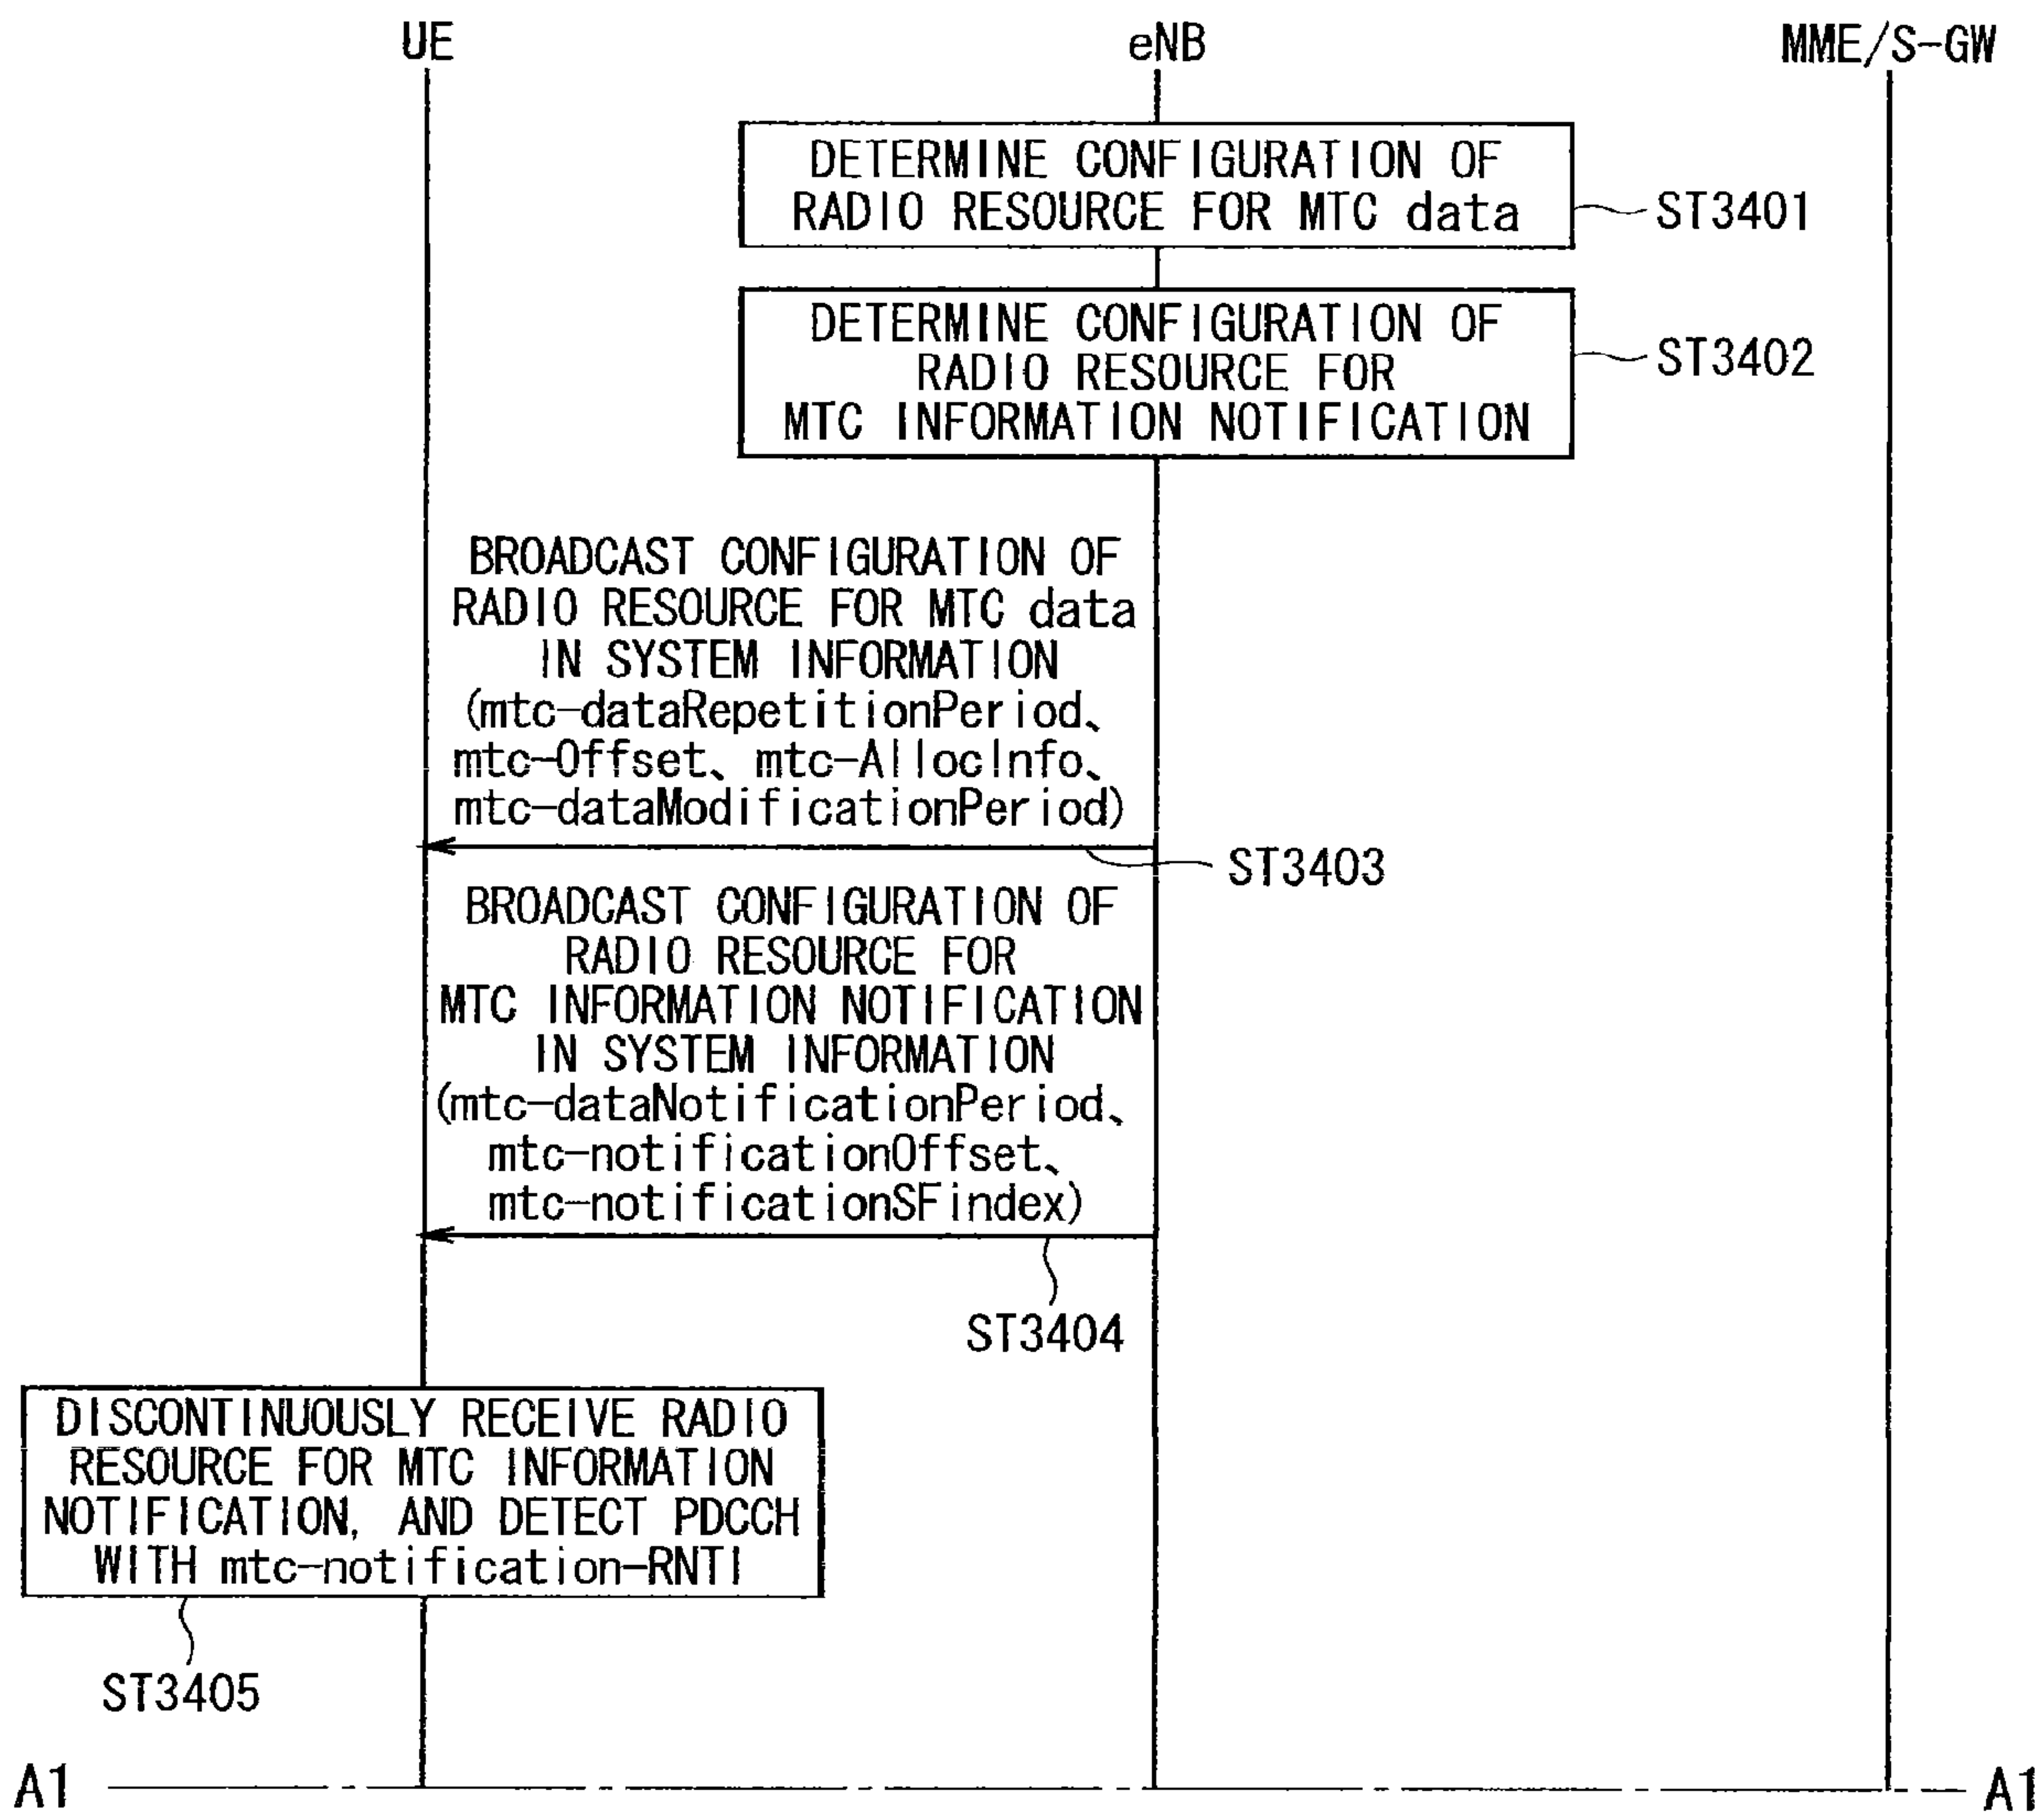 UE
eNB
MME/S-GW
DETERMINE CONFIGURATION OF
RADIO RESOURCE FOR MTC data
ST3401
DETERMINE CONFIGURATION OF
RADIO RESOURCE FOR
MTC INFORMATION NOTIFICATION
ST3402
BROADCAST CONFIGURATION OF
RADIO RESOURCE FOR MTC data
IN SYSTEM INFORMATION
(mtc-dataRepetitionPeriod、
mtc-Offset、mtc-AllocInfo、
mtc-dataModificationPeriod)
ST3403
BROADCAST CONFIGURATION OF
RADIO RESOURCE FOR
MTC INFORMATION NOTIFICATION
IN SYSTEM INFORMATION
(mtc-dataNotificationPeriod、
mtc-notificationOffset、
mtc-notificationSFindex)
ST3404
DISCONTINUOUSLY RECEIVE RADIO
RESOURCE FOR MTC INFORMATION
NOTIFICATION, AND DETECT PDCCH
WITH mtc-notification-RNTI
ST3405
A1
A1